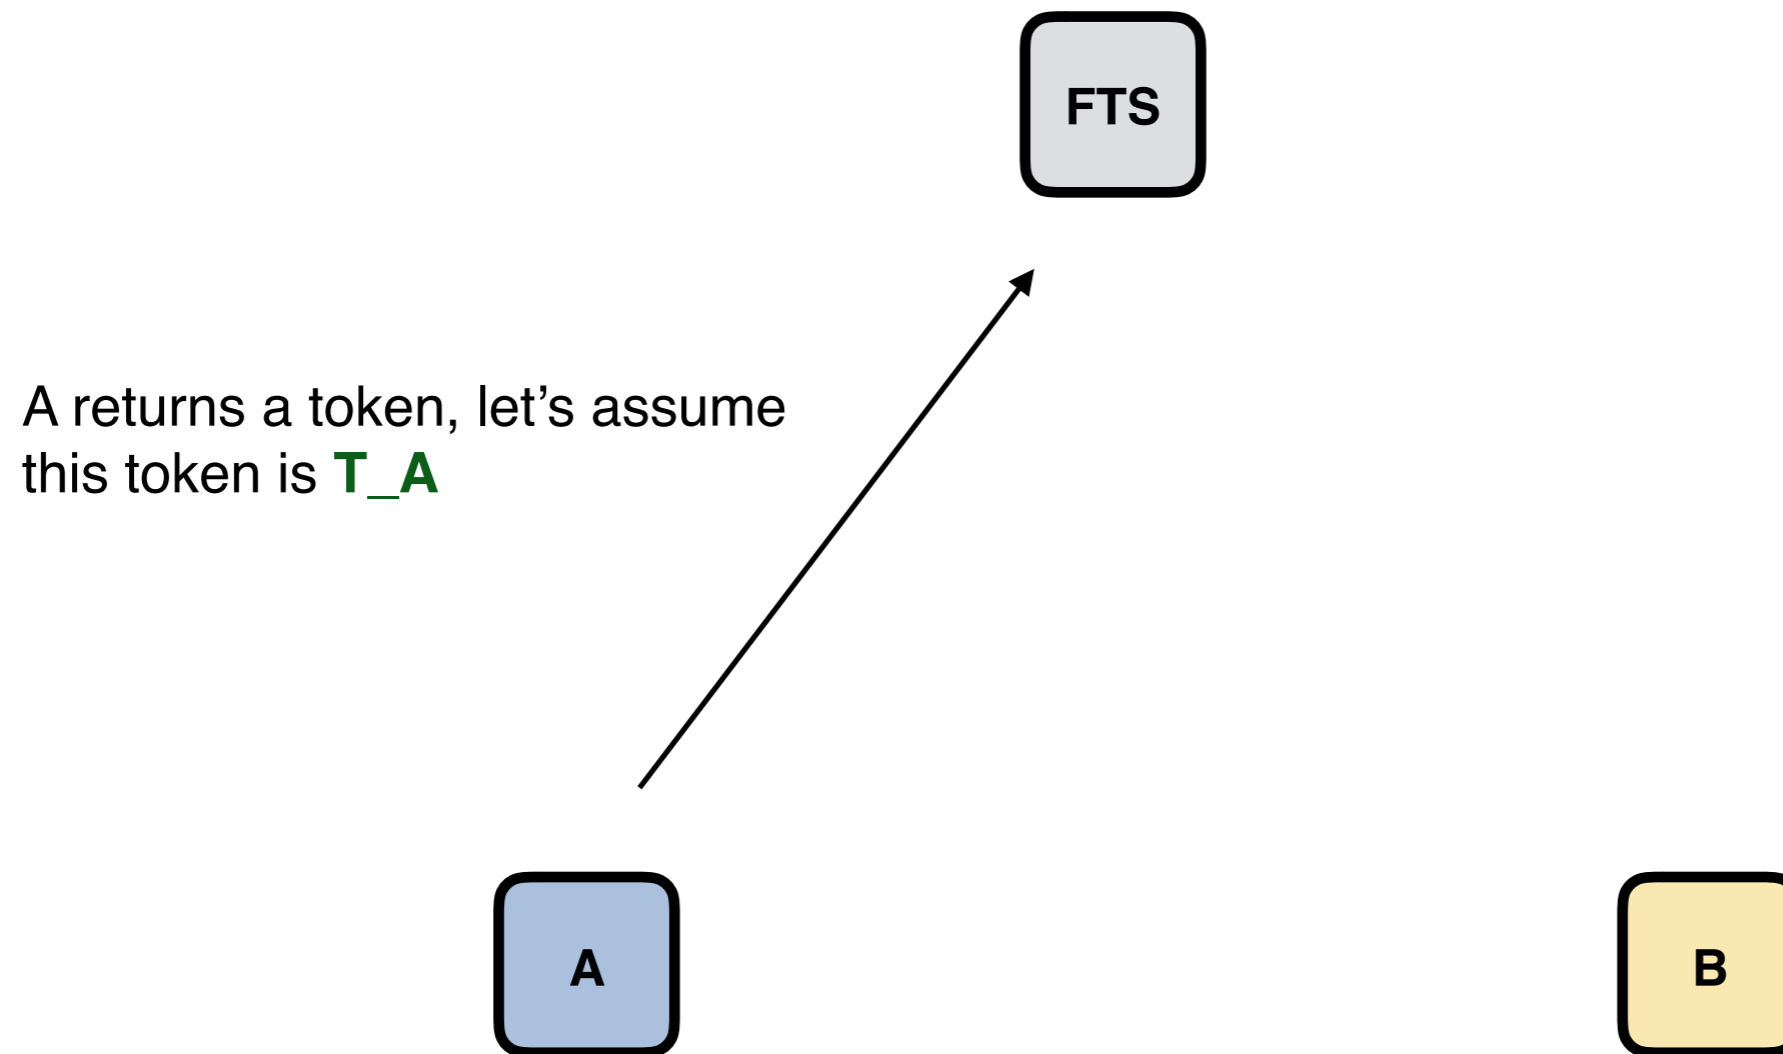 FTS
A returns a token, let’s assume
this token is T_A
A
B